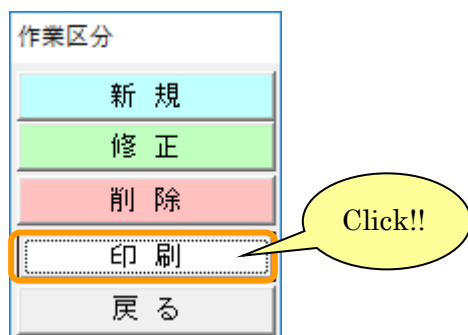 作業区分
新 規
修 正
削 除
Click!!
印 刷
戻 る